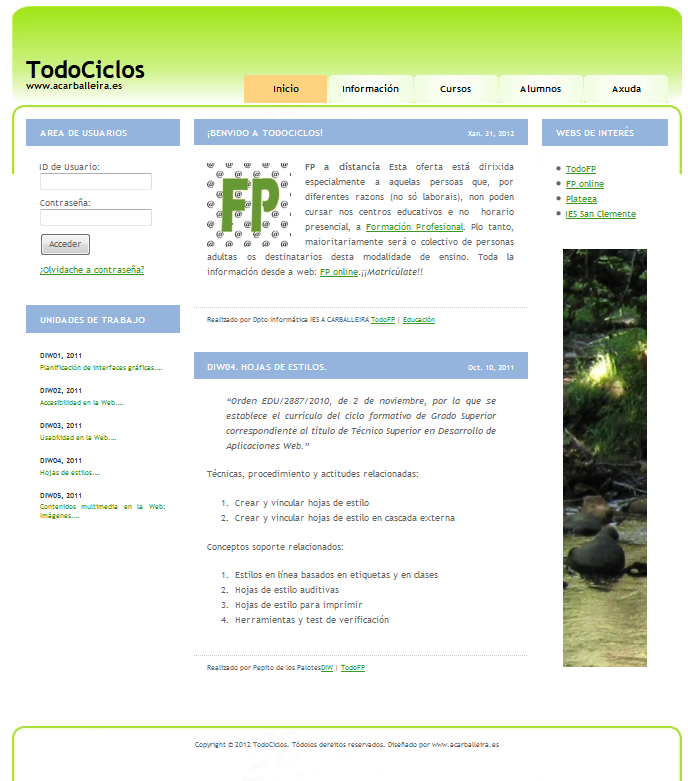 TodoCiclos
www.acarballeira.es
Inicio
Información
Cursos
Alumnos
Axuda
AREA DE USUARIOS
ID de Usuario:
Contraseña:
Acceder
¿Olvidache a contraseña?
UNIDADES DE TRABAJO
DIW01, 2011
Planificación de interfaces gráficas....
DIW02, 2011
Accesibilidad en la Web....
DIW03, 2011
Usabilidad en la Web....
DIW04, 2011
Hojas de estilos....
DIW05, 2011
Contenidos multimedia en la Web:
Imágenes....
¡BENVIDO A TODOCICLOS!
Xan. 31, 2012
FP
FP a distancia Esta oferta está dirixida
especialmente a aquelas persoas que, por
diferentes razons (no só laborais), non poden
cursar nos centros educativos e no horario
presencial, a Formación Profesional. Plo tanto,
maioritariamente será o colectivo de personas
adultas os destinatarios desta modalidade de ensino. Toda la
información desde a web: FP online.¡¡Matricúlate!!
Realizado por Dpto Informática IES A CARBALLEIRA TodoFP | Educación
DIW04. HOJAS DE ESTILOS.
Oct. 10, 2011
“Orden EDU/2887/2010, de 2 de noviembre, por la que se
establece el currículo del ciclo formativo de Grado Superior
correspondiente al título de Técnico Superior en Desarrollo de
Aplicaciones Web.”
Técnicas, procedimiento y actitudes relacionadas:
1. Crear y vincular hojas de estilo
2. Crear y vincular hojas de estilo en cascada externa
Conceptos soporte relacionados:
1. Estilos en línea basados en etiquetas y en clases
2. Hojas de estilo auditivas
3. Hojas de estilo para imprimir
4. Herramientas y test de verificación
Realizado por Pepito de los PalotesDIW | TodoFP
WEBS DE INTERÉS
TodoFP
FP online
Platega
IES San Clemente
Copyright © 2012 TodoCiclos. Tódolos dereitos reservados. Diseñado por www.acarballeira.es